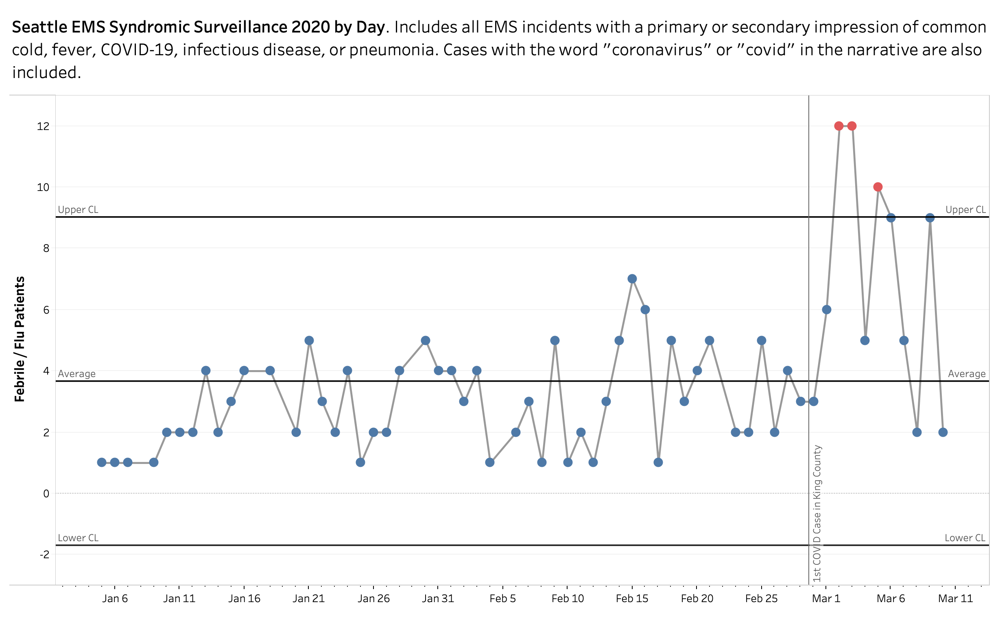 Seattle EMS Syndromic Surveillance 2020 by Day. Includes all EMS incidents with a primary or secondary impression of common
cold, fever, COVID-19, infectious disease, or pneumonia. Cases with the word "coronavirus" or "covid" in the narrative are also
included.
12
10
Upper CL
Upper CL
8
6
Febrile / Flu Patients
4
Average
Average
2
0
1st COVID Case in King County
Lower CL
Lower CL
-2
Jan 6 Jan 11 Jan 16 Jan 21 Jan 26 Jan 31 Feb 5 Feb 10 Feb 15 Feb 20 Feb 25 Mar 1 Mar 6 Mar 11